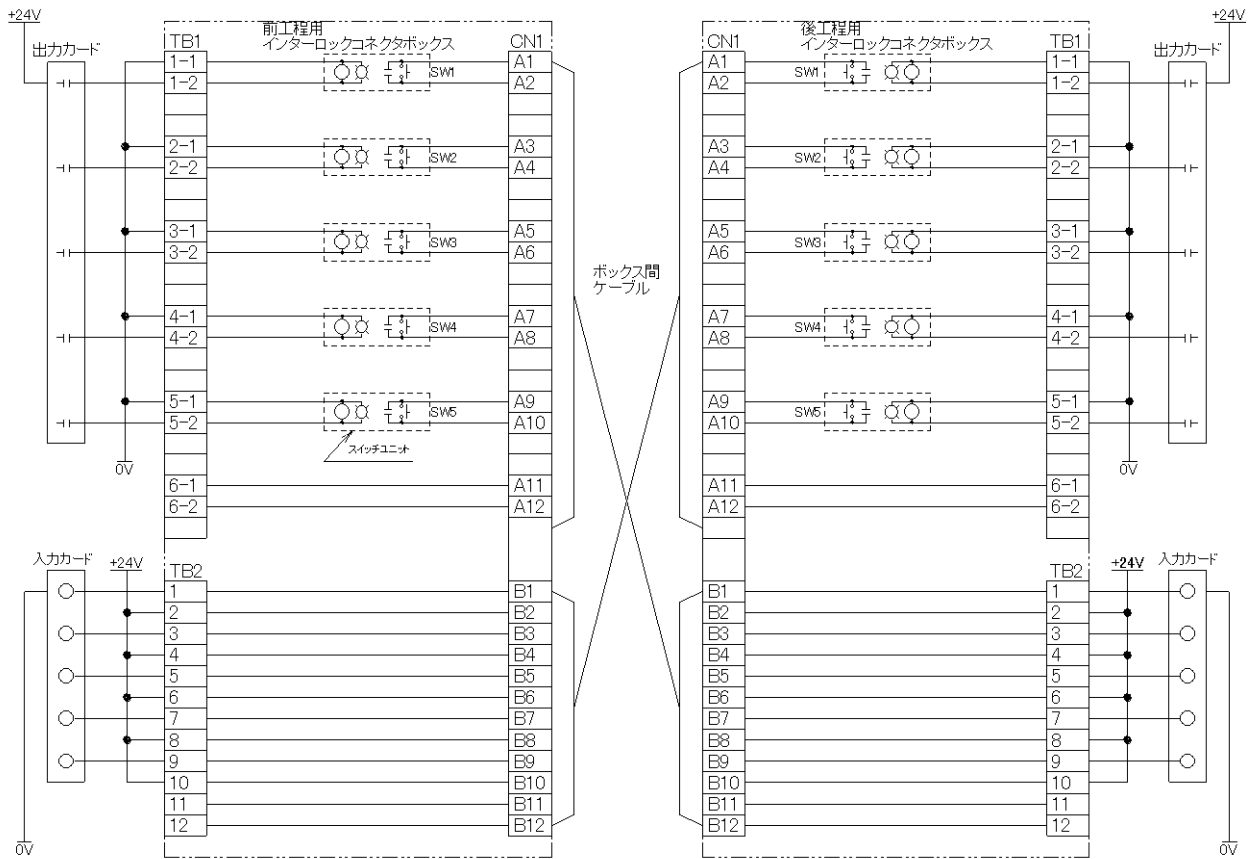 +24V
出力カード
TB1
前工程用
インターロックコネクタボックス
CN1
1-1
1-2
2-1
2-2
3-1
3-2
4-1
4-2
5-1
5-2
6-1
6-2
SW1
SW2
SW3
SW4
SW5
スイッチユニット
A1
A2
A3
A4
A5
A6
A7
A8
A9
A10
A11
A12
0V
入力カード
+24V
TB2
1
2
3
4
5
6
7
8
9
10
11
12
B1
B2
B3
B4
B5
B6
B7
B8
B9
B10
B11
B12
0V
ボックス間
ケーブル
CN1
後工程用
インターロックコネクタボックス
TB1
出力カード
+24V
A1
A2
A3
A4
A5
A6
A7
A8
A9
A10
A11
A12
SW1
SW2
SW3
SW4
SW5
1-1
1-2
2-1
2-2
3-1
3-2
4-1
4-2
5-1
5-2
6-1
6-2
0V
B1
B2
B3
B4
B5
B6
B7
B8
B9
B10
B11
B12
TB2
+24V
入力カード
1
2
3
4
5
6
7
8
9
10
11
12
0V